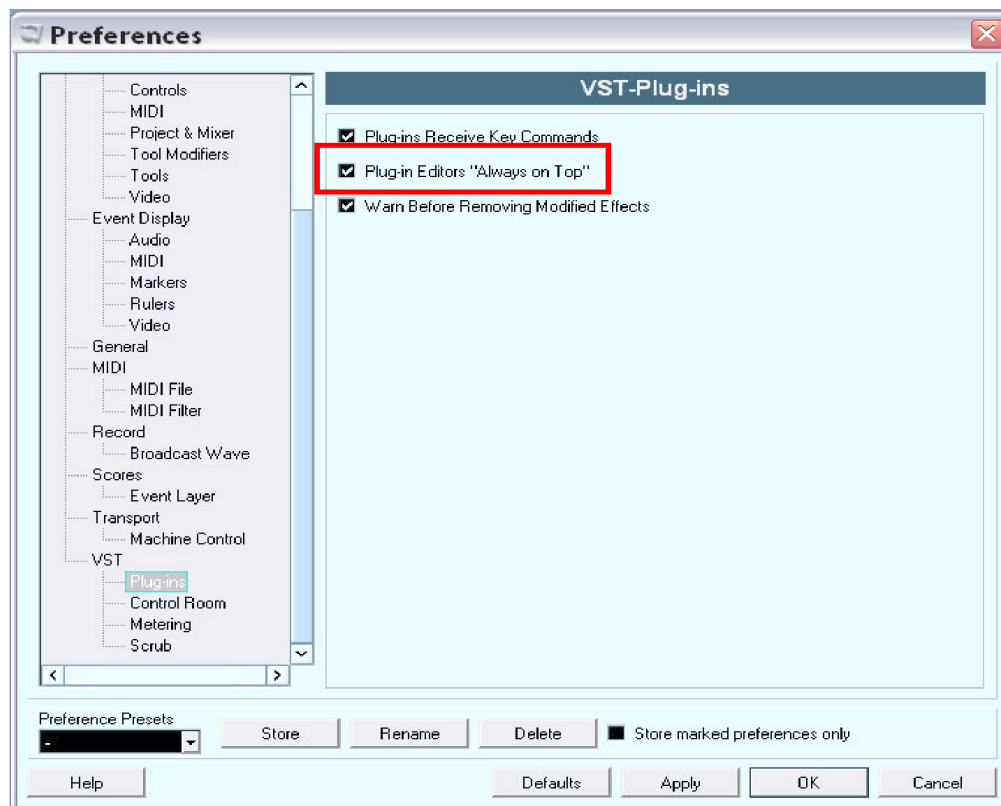 Preferences
Controls
MIDI
Project & Mixer
Tool Modifiers
Tools
Video
Event Display
Audio
MIDI
Markers
Rulers
Video
General
MIDI
MIDI File
MIDI Filter
Record
Broadcast Wave
Scores
Event Layer
Transport
Machine Control
VST
Plug-ins
Control Room
Metering
Scrub
VST-Plug-ins
Plug-ins Receive Key Commands
Plug-in Editors "Always on Top"
Warn Before Removing Modified Effects
Preference Presets
-
Store
Rename
Delete
Store marked preferences only
Help
Defaults
Apply
OK
Cancel